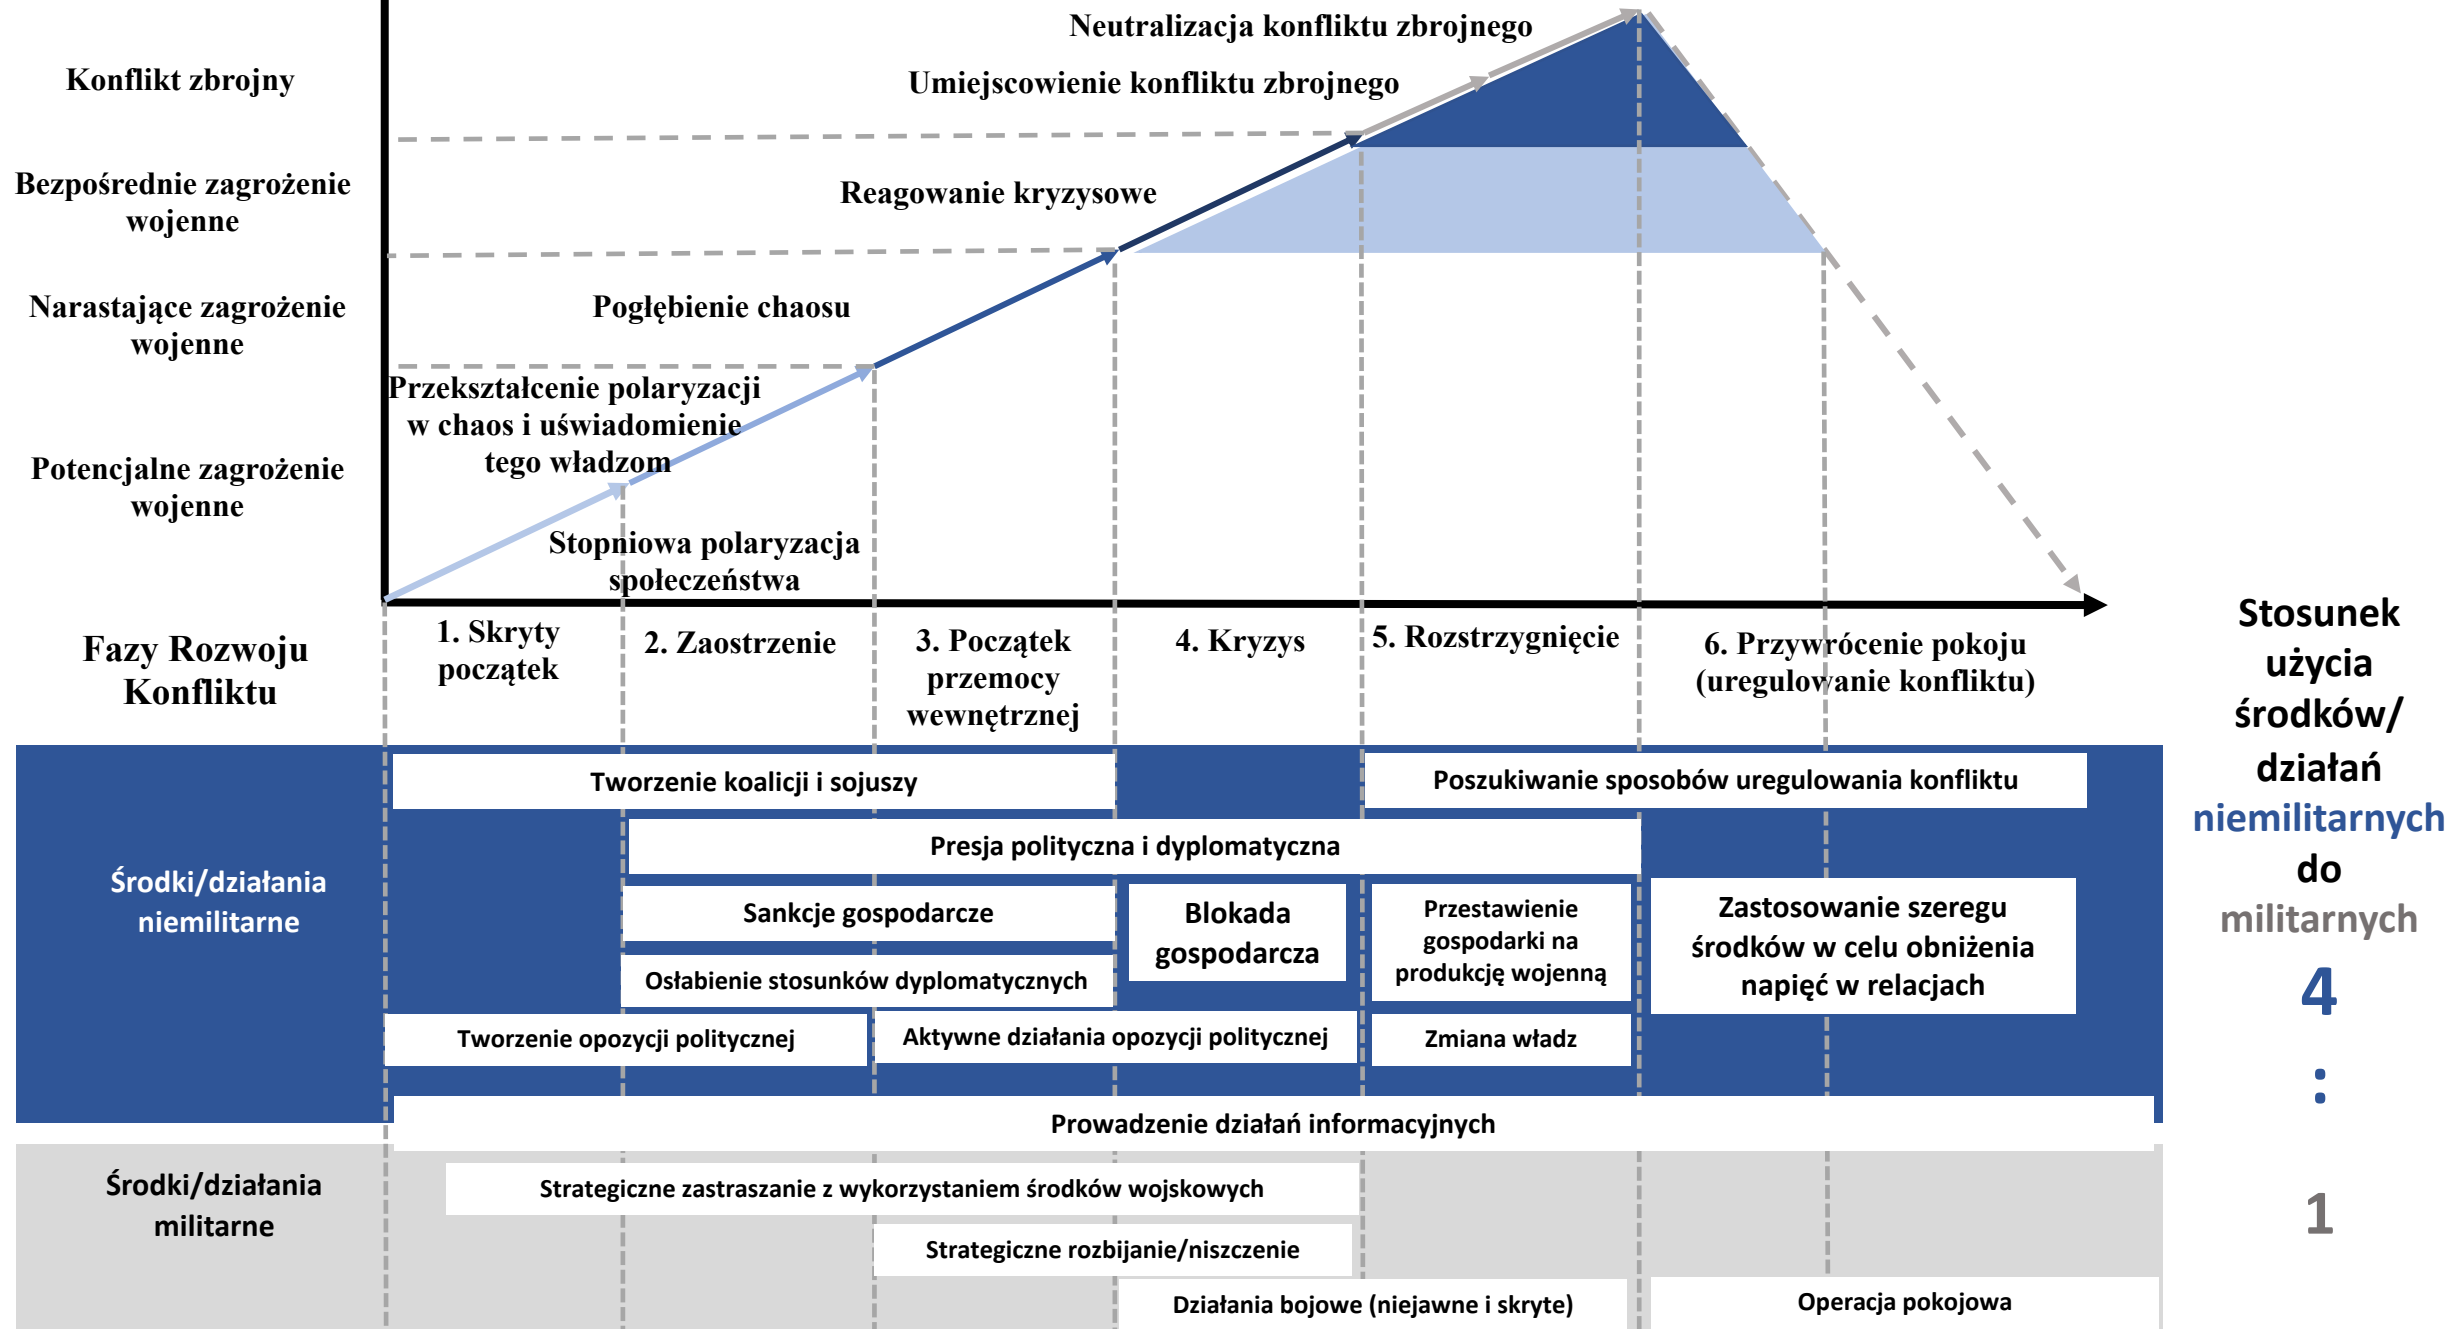 Neutralizacja konfliktu zbrojnego
Konflikt zbrojny
Umiejscowienie konfliktu zbrojnego
Bezpośrednie zagrożenie
wojenne
Reagowanie kryzysowe
Narastające zagrożenie
wojenne
Pogłębienie chaosu
Przekształcenie polaryzacji
w chaos i uświadomienie
tego władzom
Potencjalne zagrożenie
wojenne
Stopniowa polaryzacja
społeczeństwa
Fazy Rozwoju
Konfliktu
1. Skryty
początek
2. Zaostrzenie
3. Początek
przemocy
wewnętrznej
4. Kryzys
5. Rozstrzygnięcie
6. Przywrócenie pokoju
(uregulowanie konfliktu)
Stosunek
użycia
środków/
działań
niemilitarnych
do
militarnych
4
:
1
Środki/działania
niemilitarne
Tworzenie koalicji i sojuszy
Poszukiwanie sposobów uregulowania konfliktu
Presja polityczna i dyplomatyczna
Sankcje gospodarcze
Blokada
gospodarcza
Przestawienie
gospodarki na
produkcję wojenną
Zastosowanie szeregu
środków w celu obniżenia
napięć w relacjach
Osłabienie stosunków dyplomatycznych
Tworzenie opozycji politycznej
Aktywne działania opozycji politycznej
Zmiana władz
Prowadzenie działań informacyjnych
Środki/działania
militarne
Strategiczne zastraszanie z wykorzystaniem środków wojskowych
Strategiczne rozbijanie/niszczenie
Działania bojowe (niejawne i skryte)
Operacja pokojowa